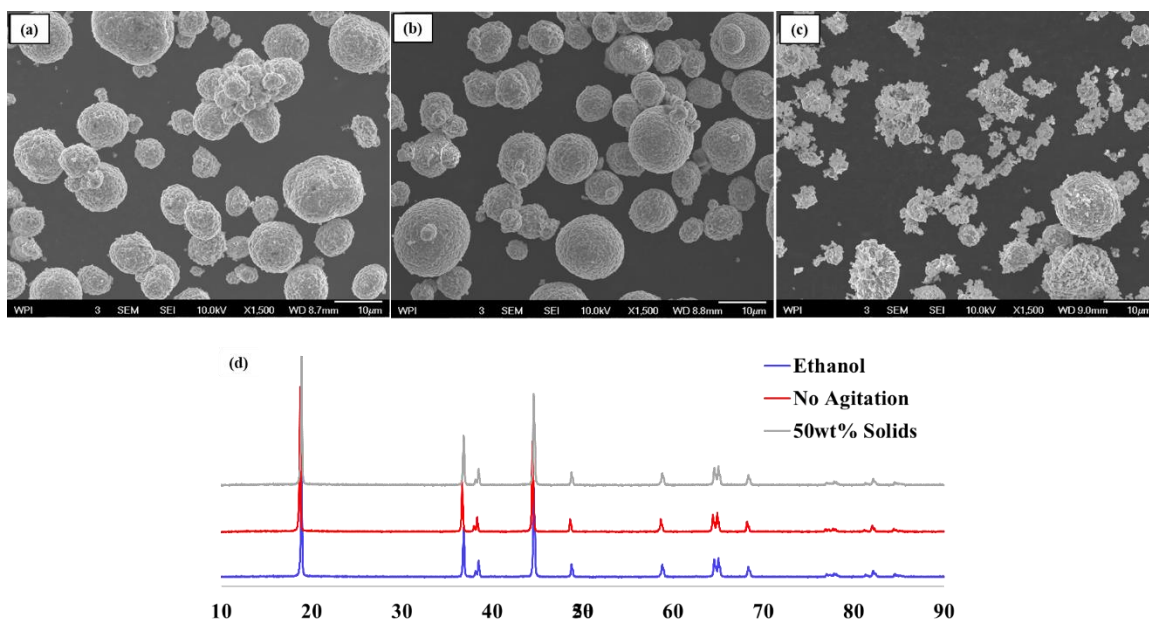 (a)
WPI 3 SEM SEI 10.0kV X1,500 WD 8.7mm 10µm
(b)
WPI 3 SEM SEI 10.0kV X1,500 WD 8.8mm 10µm
(c)
WPI 3 SEM SEI 10.0kV X1,500 WD 9.0mm 10µm
(d)
Ethanol
No Agitation
50wt% Solids
10 20 30 40 50 60 70 80 90